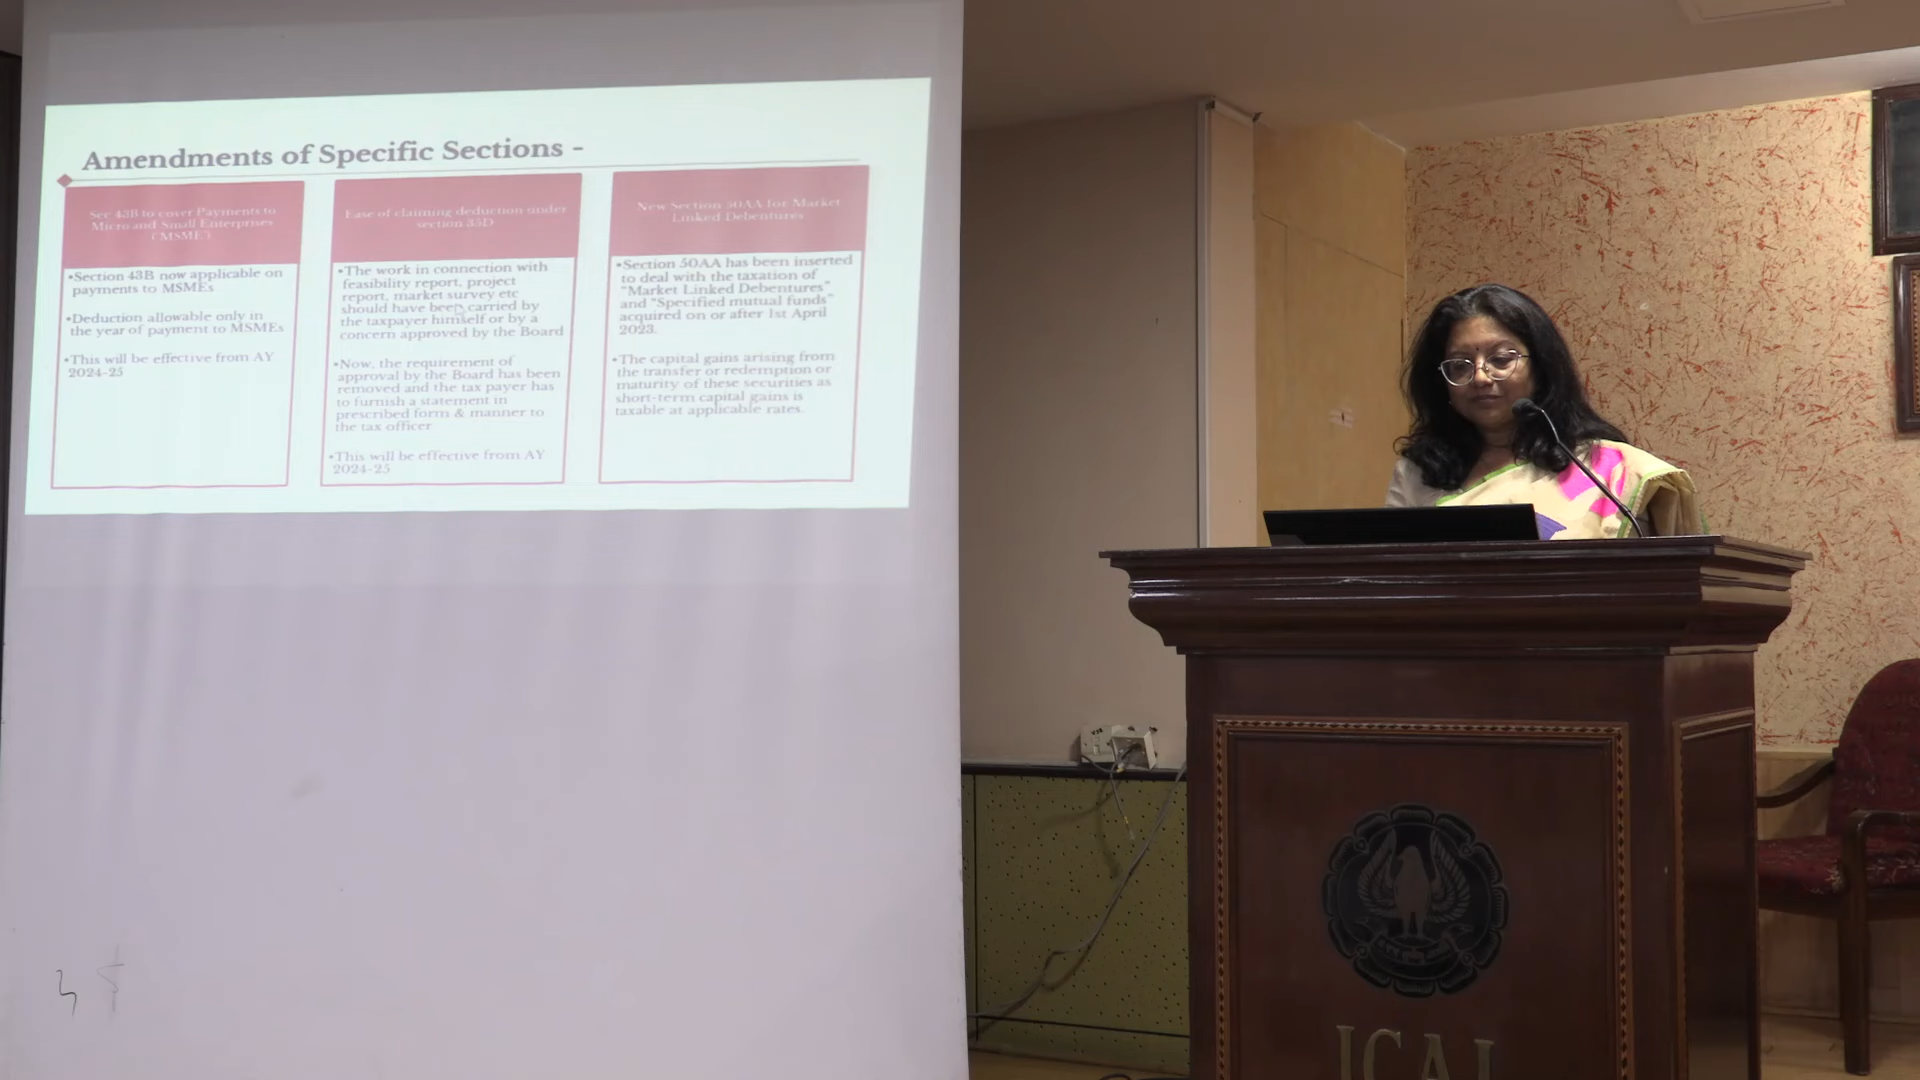 Amendments of Specific Sections -
Sec 43B to cover Payments to
Micro and Small Enterprises
('MSME')
•Section 43B now applicable on
payments to MSMEs
•Deduction allowable only in
the year of payment to MSMEs
•This will be effective from AY
2024-25
Ease of claiming deduction under
section 35D
•The work in connection with
feasibility report, project
report, market survey etc
should have been carried by
the taxpayer himself or by a
concern approved by the Board
•Now, the requirement of
approval by the Board has been
removed and the tax payer has
to furnish a statement in
prescribed form & manner to
the tax officer
•This will be effective from AY
2024-25
New Section 50AA for Market
Linked Debentures
•Section 50AA has been inserted
to deal with the taxation of
"Market Linked Debentures"
and "Specified mutual funds"
acquired on or after 1st April
2023.
•The capital gains arising from
the transfer or redemption or
maturity of these securities as
short-term capital gains is
taxable at applicable rates.
ICAI